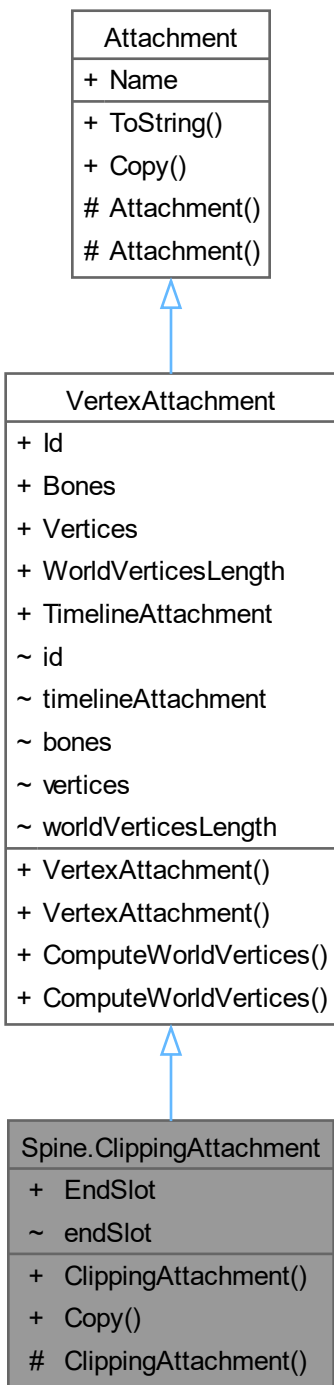 Attachment
+ Name
+ ToString()
+ Copy()
# Attachment()
# Attachment()
VertexAttachment
+ Id
+ Bones
+ Vertices
+ WorldVerticesLength
+ TimelineAttachment
~ id
~ timelineAttachment
~ bones
~ vertices
~ worldVerticesLength
+ VertexAttachment()
+ VertexAttachment()
+ ComputeWorldVertices()
+ ComputeWorldVertices()
Spine.ClippingAttachment
+ EndSlot
~ endSlot
+ ClippingAttachment()
+ Copy()
# ClippingAttachment()